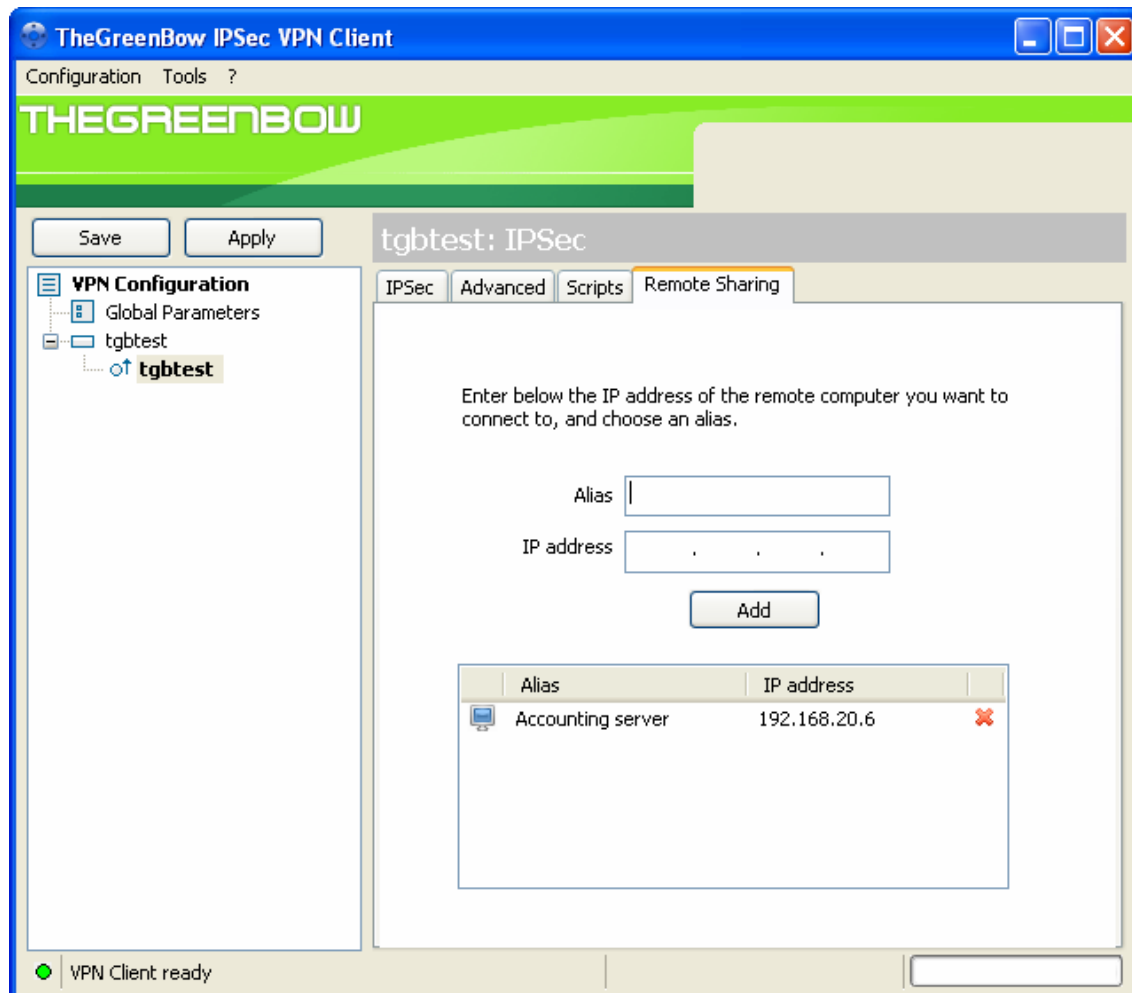 TheGreenBow IPSec VPN Client
Configuration Tools ?
THEGREENBOW
Save Apply
tgbtest: IPSec
VPN Configuration
Global Parameters
tgbtest
tgbtest
IPSec Advanced Scripts Remote Sharing
Enter below the IP address of the remote computer you want to
connect to, and choose an alias.
Alias
IP address . . .
Add
Alias IP address
Accounting server 192.168.20.6
VPN Client ready